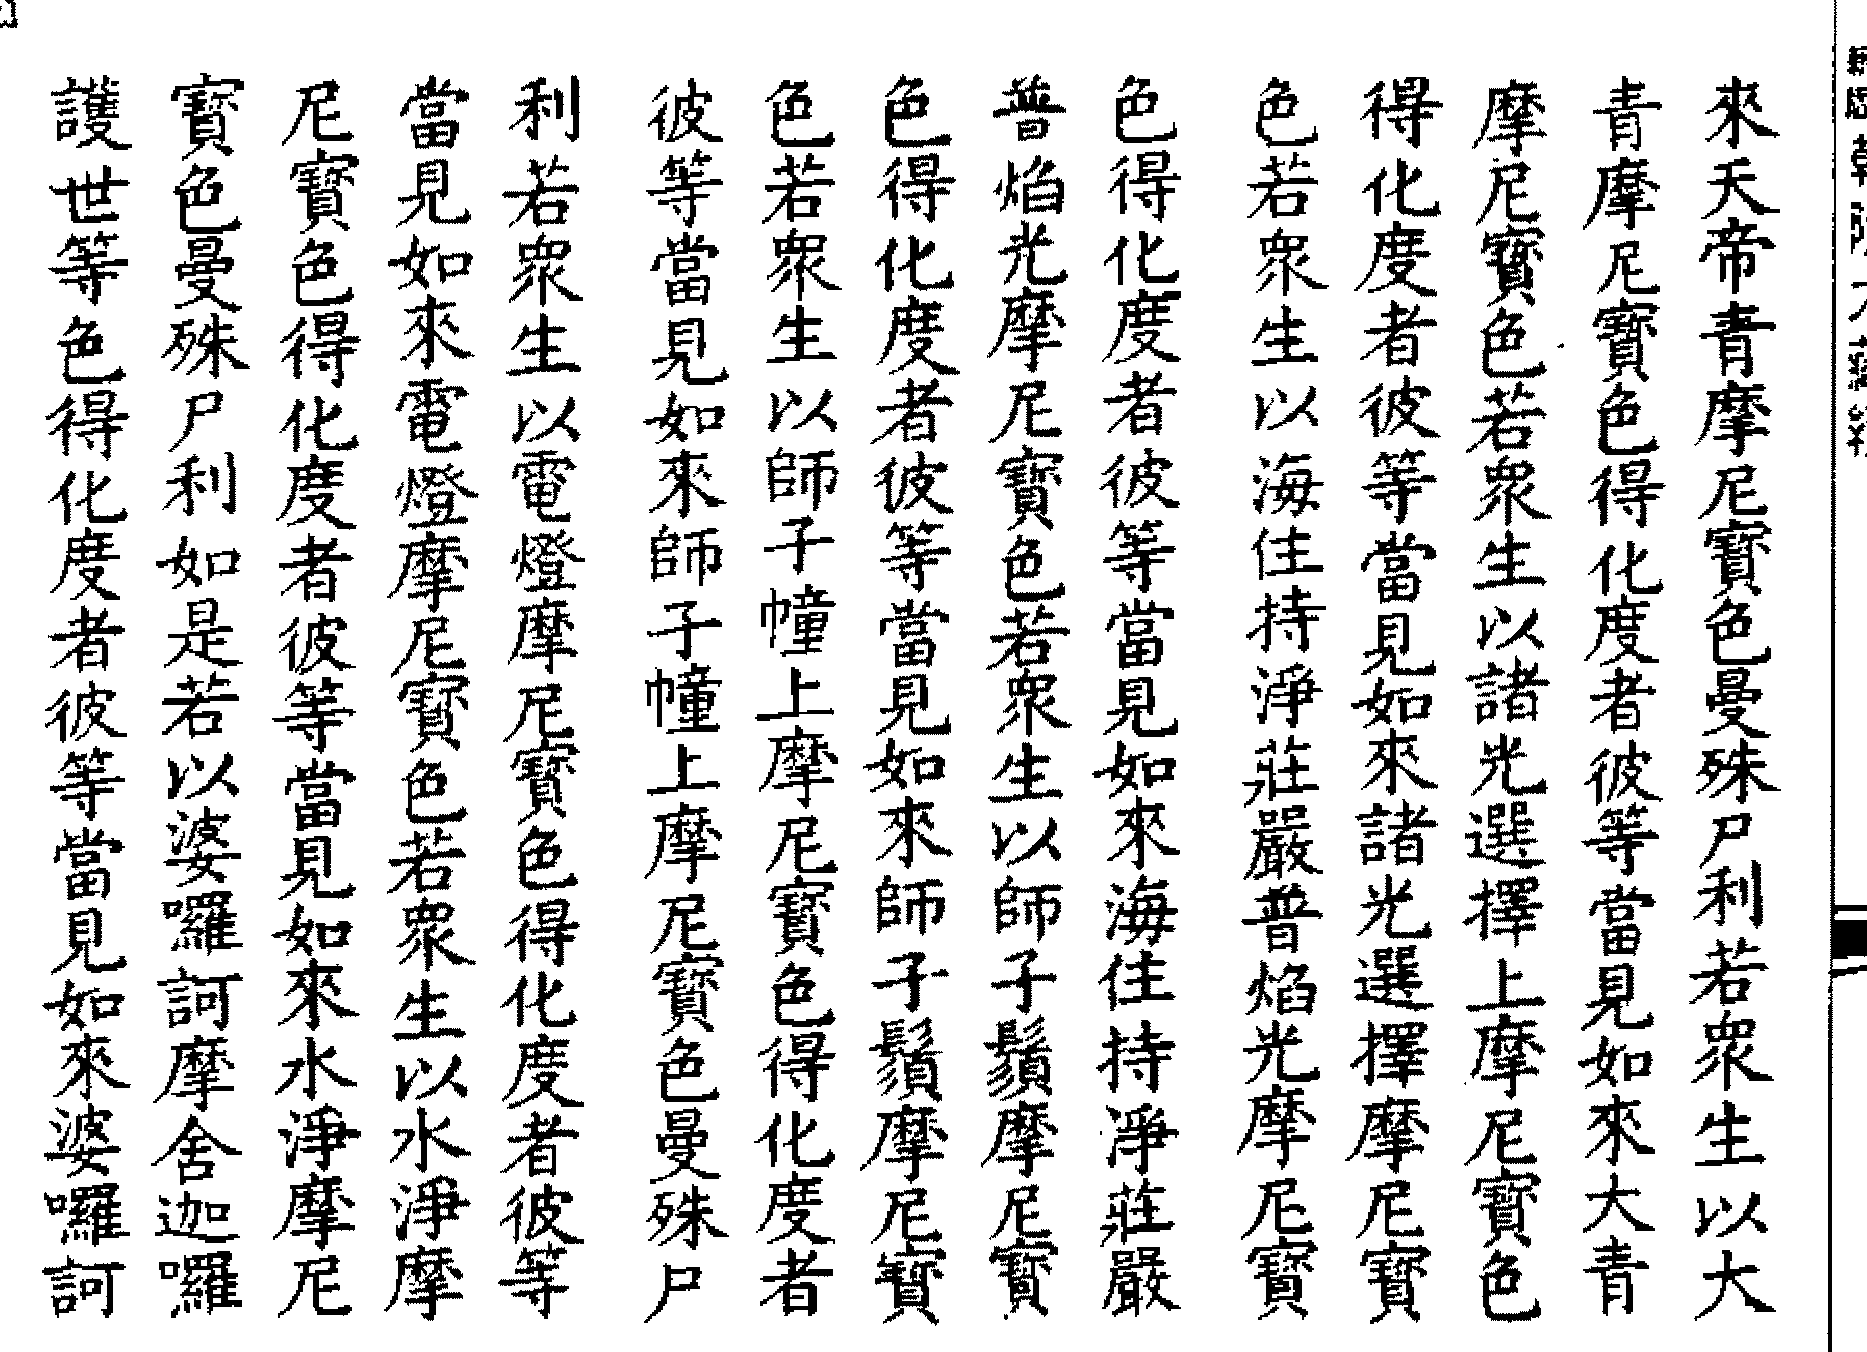 來天帝青摩尼寶色曼殊尸利若眾生以大
青摩尼寶色得化度者彼等當見如來大青
摩尼寶色若眾生以諸光選擇上摩尼寶色
得化度者彼等當見如來諸光選擇摩尼寶
色若眾生以海住持淨莊嚴普焰光摩尼寶
色得化度者彼等當見如來海住持淨莊嚴
普焰光摩尼寶色若眾生以師子鬚摩尼寶
色得化度者彼等當見如來師子鬚摩尼寶
色若眾生以師子幢上摩尼寶色得化度者
彼等當見如來師子幢上摩尼寶色曼殊尸
利若眾生以電燈摩尼寶色得化度者彼等
當見如來電燈摩尼寶色若眾生以水淨摩
尼寶色得化度者彼等當見如來水淨摩尼
寶色曼殊尸利如是若以婆囉訶摩舍迦囉
護世等色得化度者彼等當見如來婆囉訶